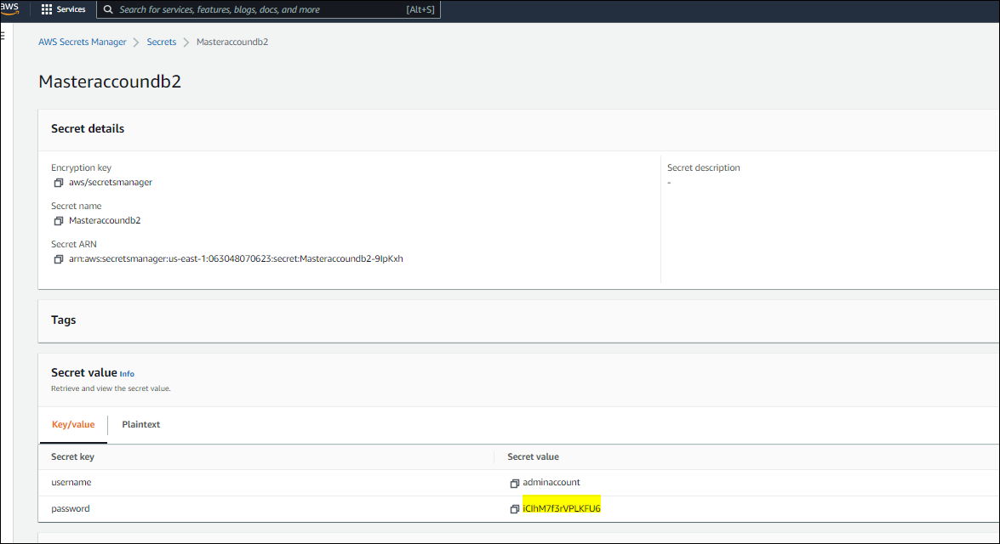 aws Services Search for services, features, blogs, docs, and more [Alt+S]
AWS Secrets Manager > Secrets > Masteraccoundb2
Masteraccoundb2
Secret details
Encryption key
aws/secretsmanager
Secret description
-
Secret name
Masteraccoundb2
Secret ARN
arn:aws:secretsmanager:us-east-1:063048070623:secret:Masteraccoundb2-9IpKxh
Tags
Secret value Info
Retrieve and view the secret value.
Key/value Plaintext
Secret key Secret value
username adminaccount
password iCIhM7f3rVPLKFU6